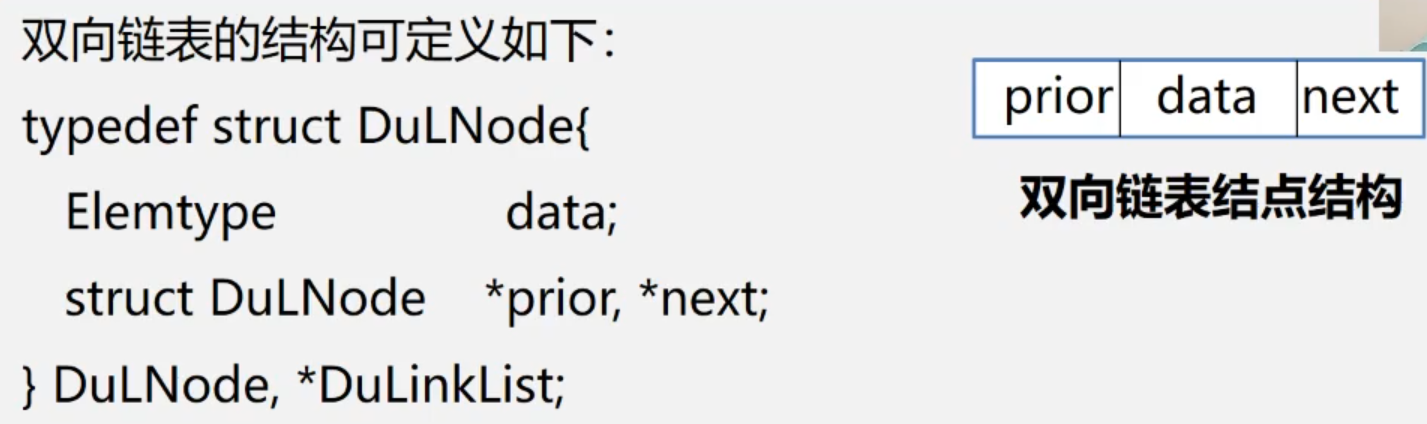 双向链表的结构可定义如下：
typedef struct DuLNode{
Elemtype data;
struct DuLNode *prior, *next;
} DuLNode, *DuLinkList;
prior data next
双向链表结点结构